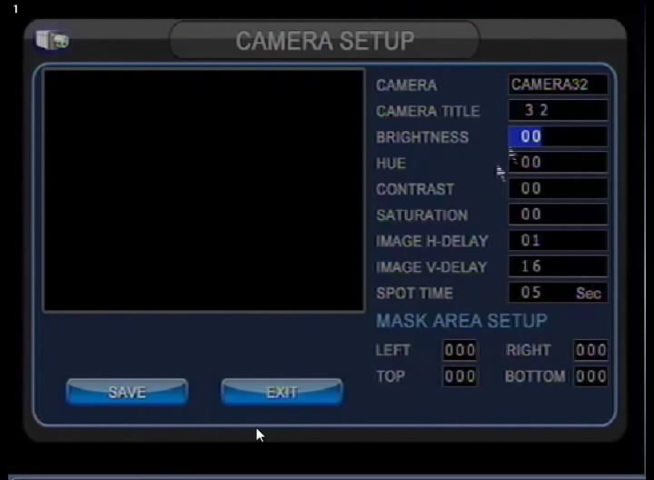 1
CAMERA SETUP
CAMERA CAMERA32
CAMERA TITLE 32
BRIGHTNESS 00
HUE 00
CONTRAST 00
SATURATION 00
IMAGE H-DELAY 01
IMAGE V-DELAY 16
SPOT TIME 05 Sec
MASK AREA SETUP
LEFT 000 RIGHT 000
TOP 000 BOTTOM 000
SAVE EXIT